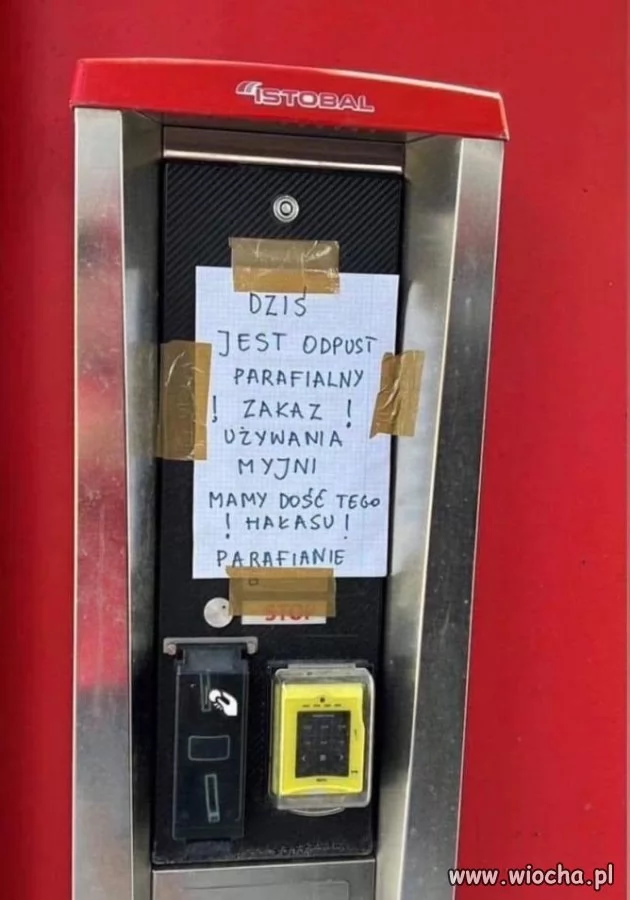 ISTOBAL
DZIŚ
JEST ODPUST
PARAFIALNY
! ZAKAZ !
UŻYWANIA
MYJNI
MAMY DOŚĆ TEGO
! HAŁASU !
PARAFIANIE
STOP
www.wiocha.pl